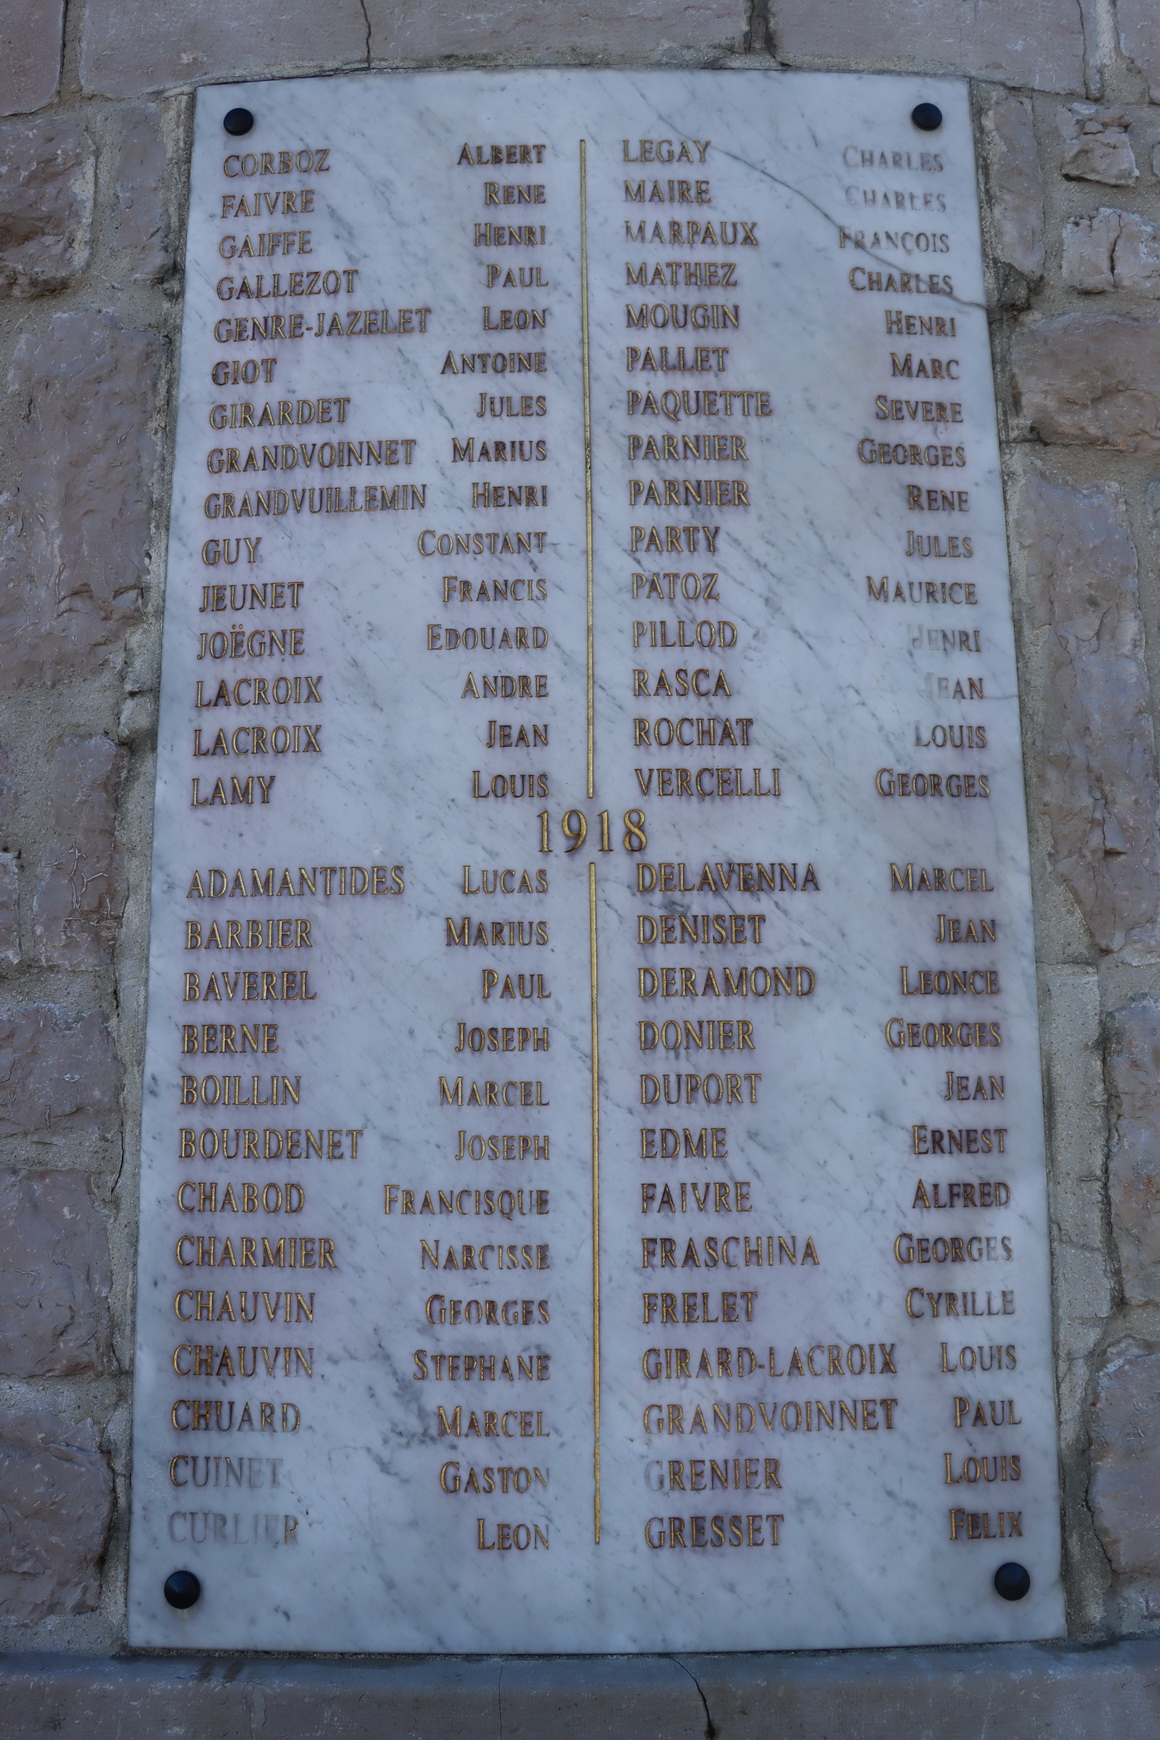 CORBOZ ALBERT
FAIVRE RENE
GAIFFE HENRI
GALLEZOT PAUL
GENRE-JAZELET LEON
GIOT ANTOINE
GIRARDET JULES
GRANDVOINNET MARIUS
GRANDVUILLEMIN HENRI
GUY CONSTANT
JEUNET FRANCIS
JOËGNE EDOUARD
LACROIX ANDRE
LACROIX JEAN
LAMY LOUIS
LEGAY CHARLES
MAIRE CHARLES
MARPAUX FRANÇOIS
MATHEZ CHARLES
MOUGIN HENRI
PALLET MARC
PAQUETTE SEVERE
PARNIER GEORGES
PARNIER RENE
PARTY JULES
PATOZ MAURICE
PILLOD HENRI
RASCA JEAN
ROCHAT LOUIS
VERCELLI GEORGES
1918
ADAMANTIDES LUCAS
BARBIER MARIUS
BAVEREL PAUL
BERNE JOSEPH
BOILLIN MARCEL
BOURDENET JOSEPH
CHABOD FRANCISQUE
CHARMIER NARCISSE
CHAUVIN GEORGES
CHAUVIN STEPHANE
CHUARD MARCEL
CUINET GASTON
CURLIER LEON
DELAVENNA MARCEL
DENISET JEAN
DERAMOND LEONCE
DONIER GEORGES
DUPORT JEAN
EDME ERNEST
FAIVRE ALFRED
FRASCHINA GEORGES
FRELET CYRILLE
GIRARD-LACROIX LOUIS
GRANDVOINNET PAUL
GRENIER LOUIS
GRESSET FELIX